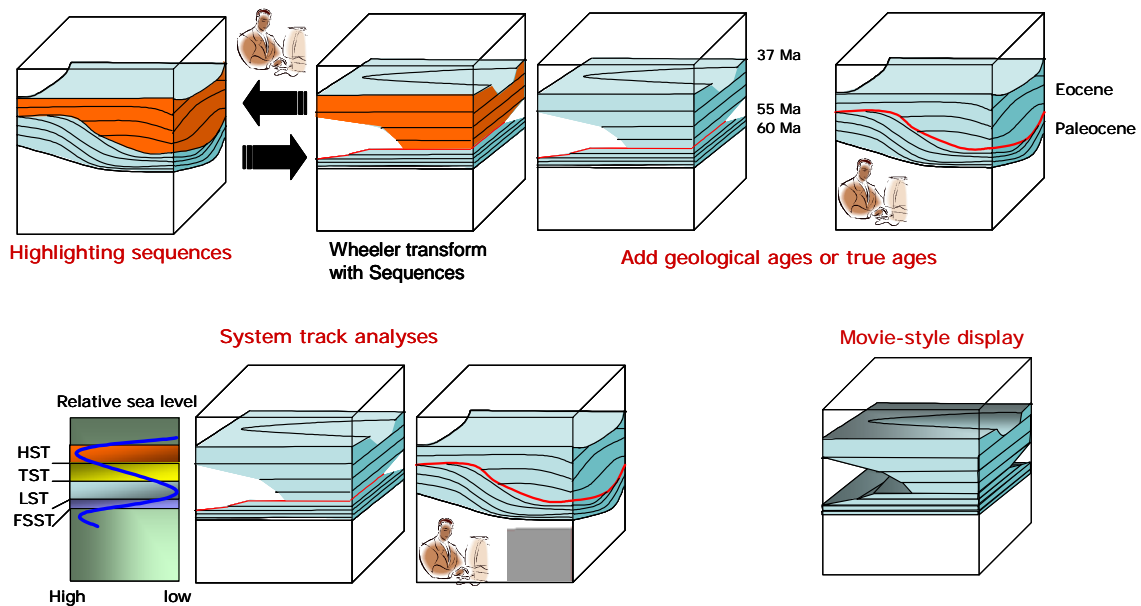 37 Ma
55 Ma
60 Ma
Eocene
Paleocene
Highlighting sequences
Wheeler transform
with Sequences
Add geological ages or true ages
System track analyses
Movie-style display
Relative sea level
HST
TST
LST
FSST
High
low